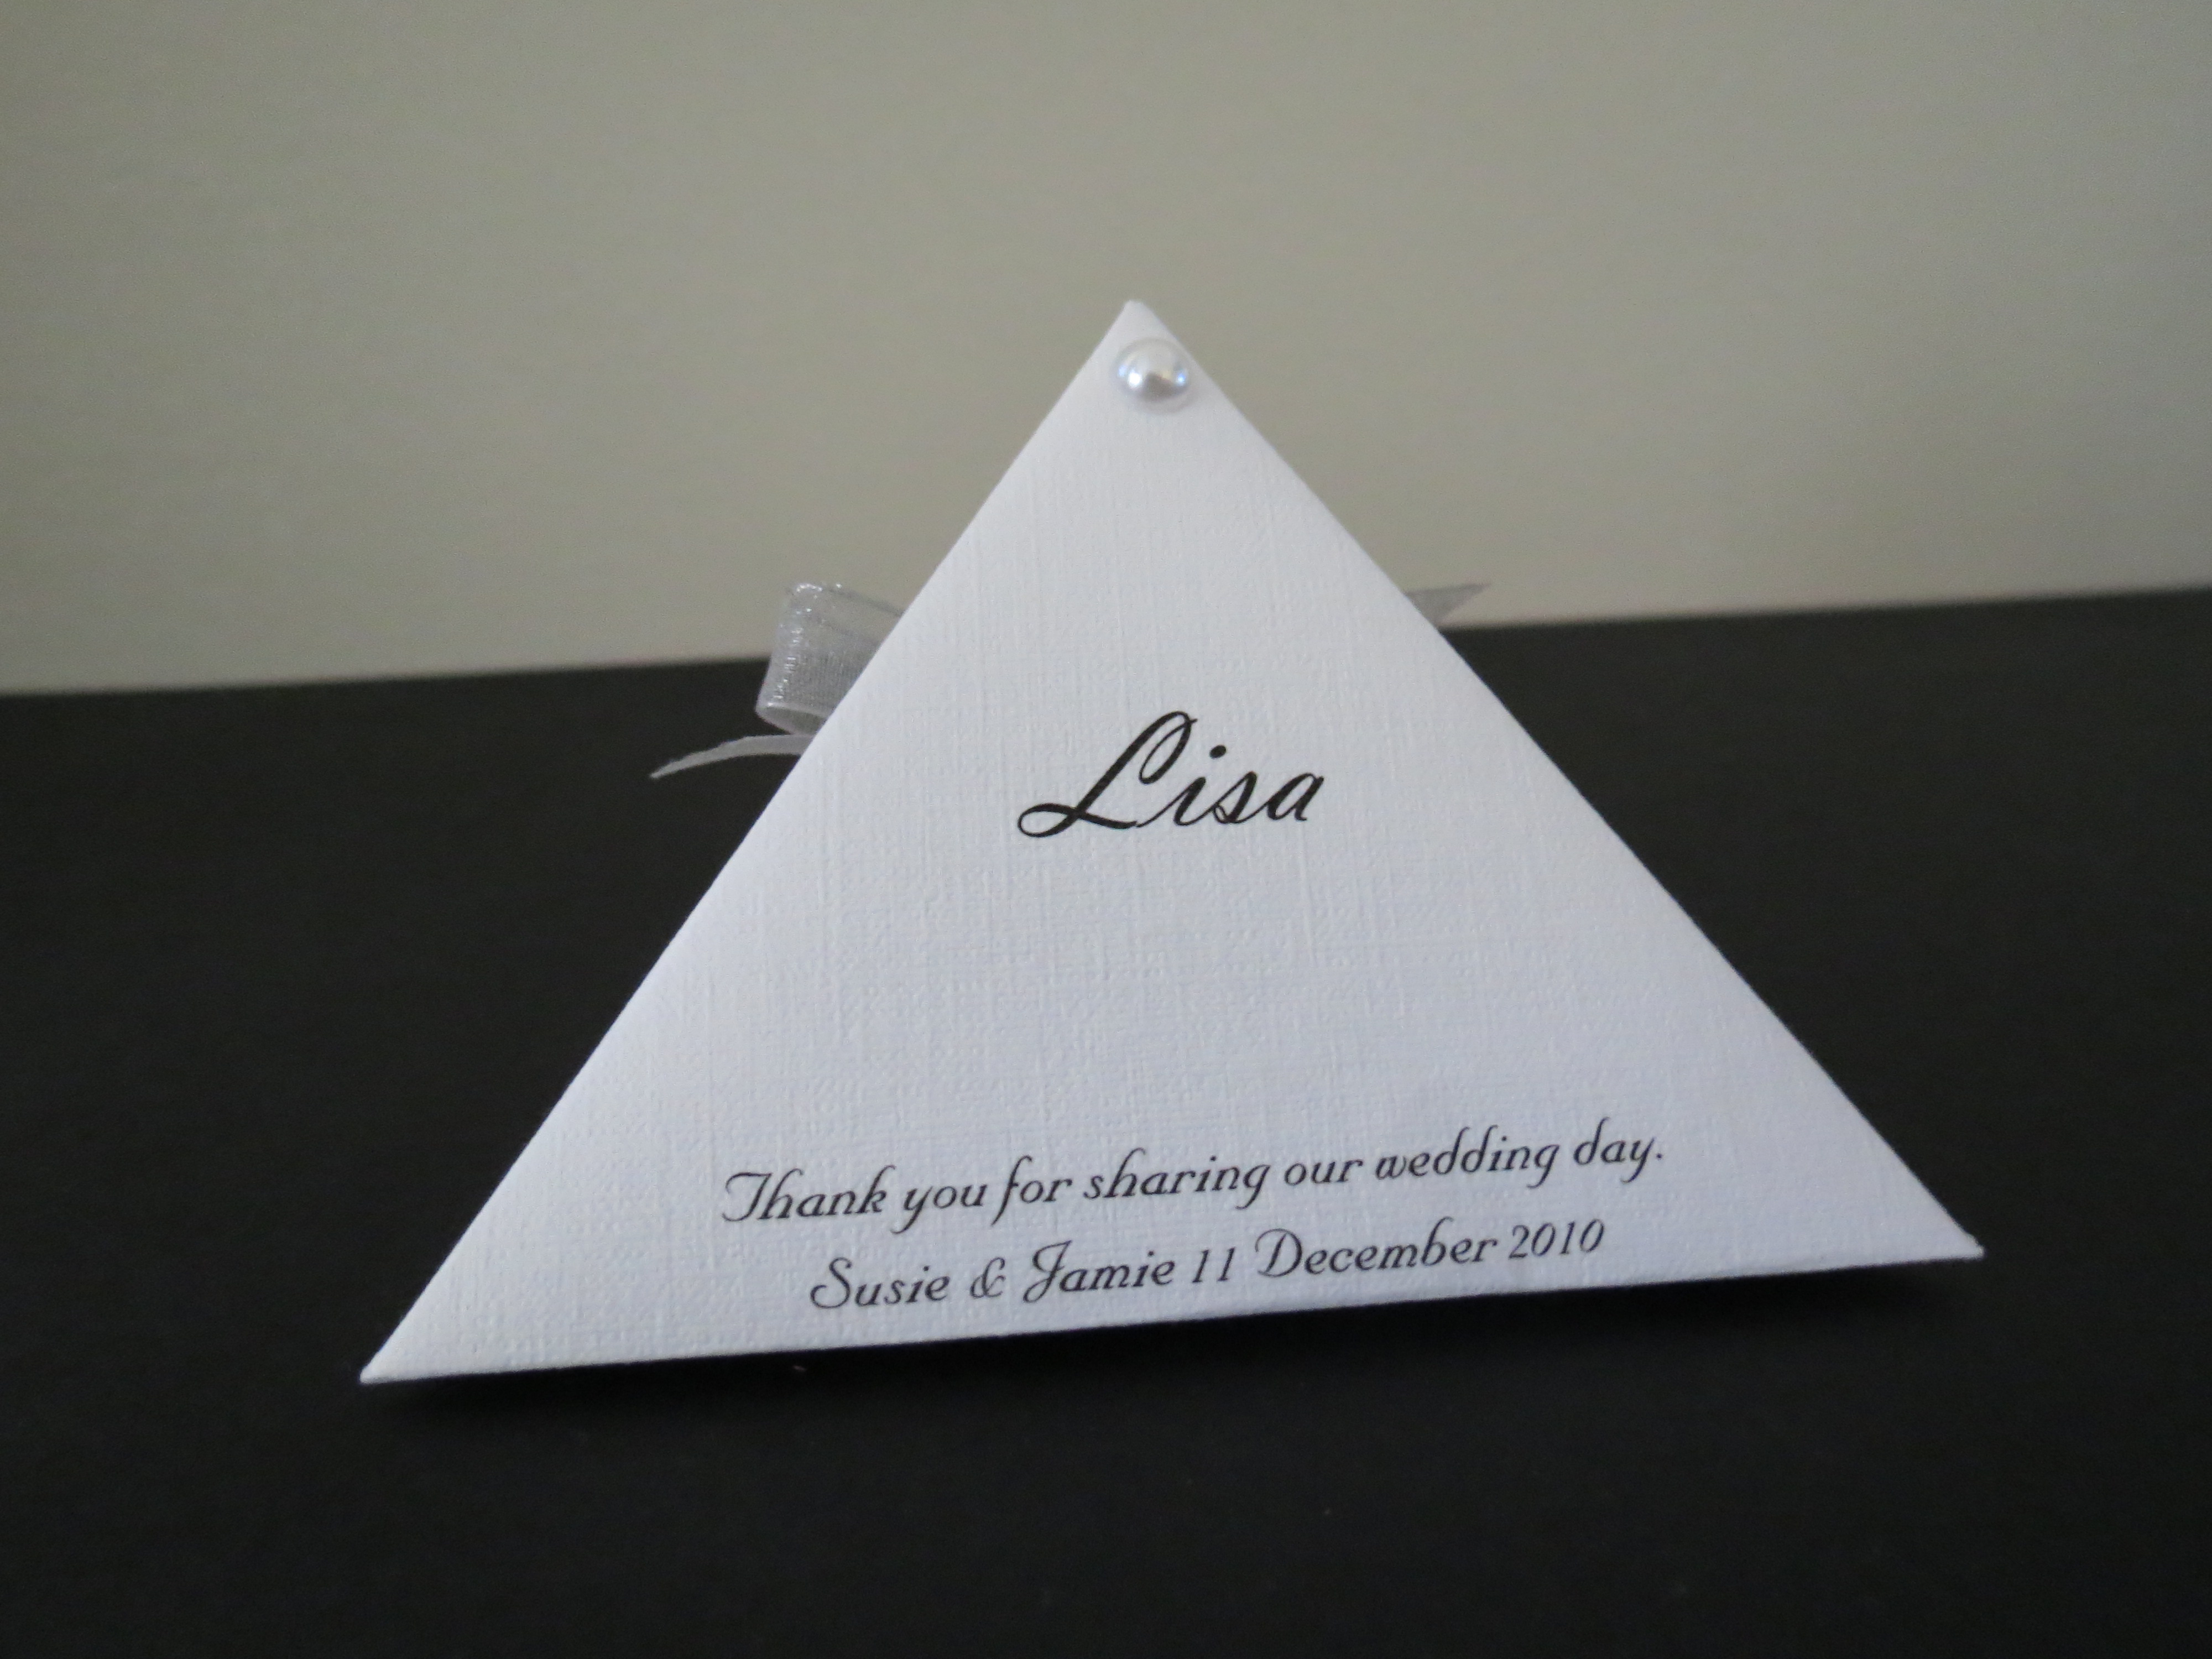 Lisa
Thank you for sharing our wedding day.
Susie & Jamie 11 December 2010